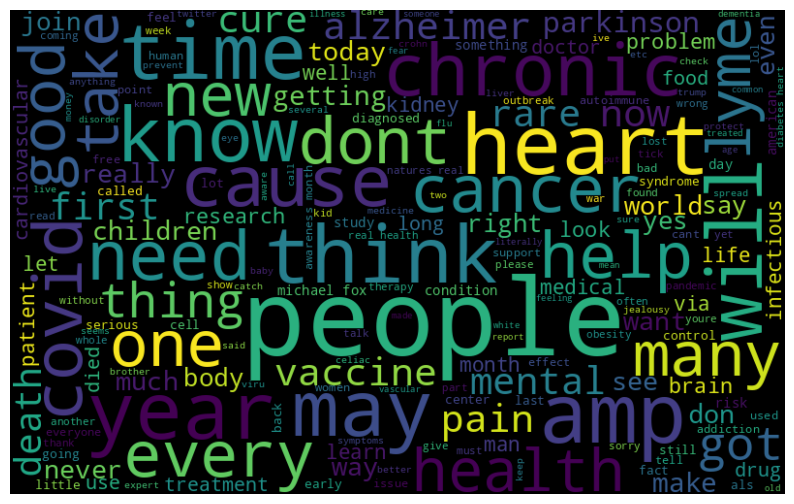 join
feel
twitter
cure
week
coming
time
human
prevent
illness
care
someone
alzheimer
today
well
crohn
something
parkinson
ive
doctor
fear
etc
problem
dementia
check
lol
even
good
take
anything
money
disorder
new
getting
point
known
several
high
kidney
chronic
liver
outbreak
autoimmune
food
trump
wrong
common
lyme
american
diabetes heart
know
eye
flu
diagnosed
dont
heart
rare
now
protect
age
treated
cardiovascular
really
free
live
lot
aware
call
natures real
cause
cancer
put
tick
lost
bad
day
syndrome
found
spread
war
two
world
say
first
called
read
kid
research
children
awareness month
study
medicine
real health
long
right
look
yes
sure
cant
yet
will
let
need
think
baby
literally
support
please
mean
help
life
medical
pandemic
infectious
covid
patient
without
thing
show
catch
michael fox
therapy
condition
people
feeling
often
via
youre
jealousy
want
control
serious
seems
whole
cell
said
one
brother
died
much
body
viru
talk
made
white
report
obesity
many
celiac
vaccine
women
vascular
month
effect
part
center
last
mental
see
brain
risk
death
another
everyone
thank
going
year
may
back
pain
man
amp
don
addiction
used
got
never
little
use
every
expert
treatment
learn
way
symptoms
better
issue
early
give
must
keep
health
sorry
still
tell
fact
make
als
drug
old